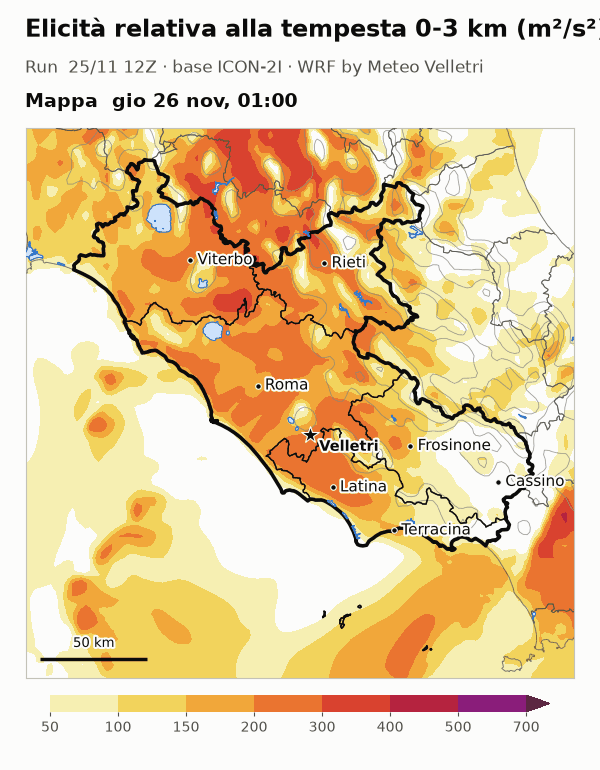 Elicità relativa alla tempesta 0-3 km (m²/s²)
Run 25/11 12Z · base ICON-2I · WRF by Meteo Velletri
Mappa gio 26 nov, 01:00
Viterbo
Rieti
Roma
Velletri
Frosinone
Latina
Cassino
Terracina
50 km
50 100 150 200 300 400 500 700